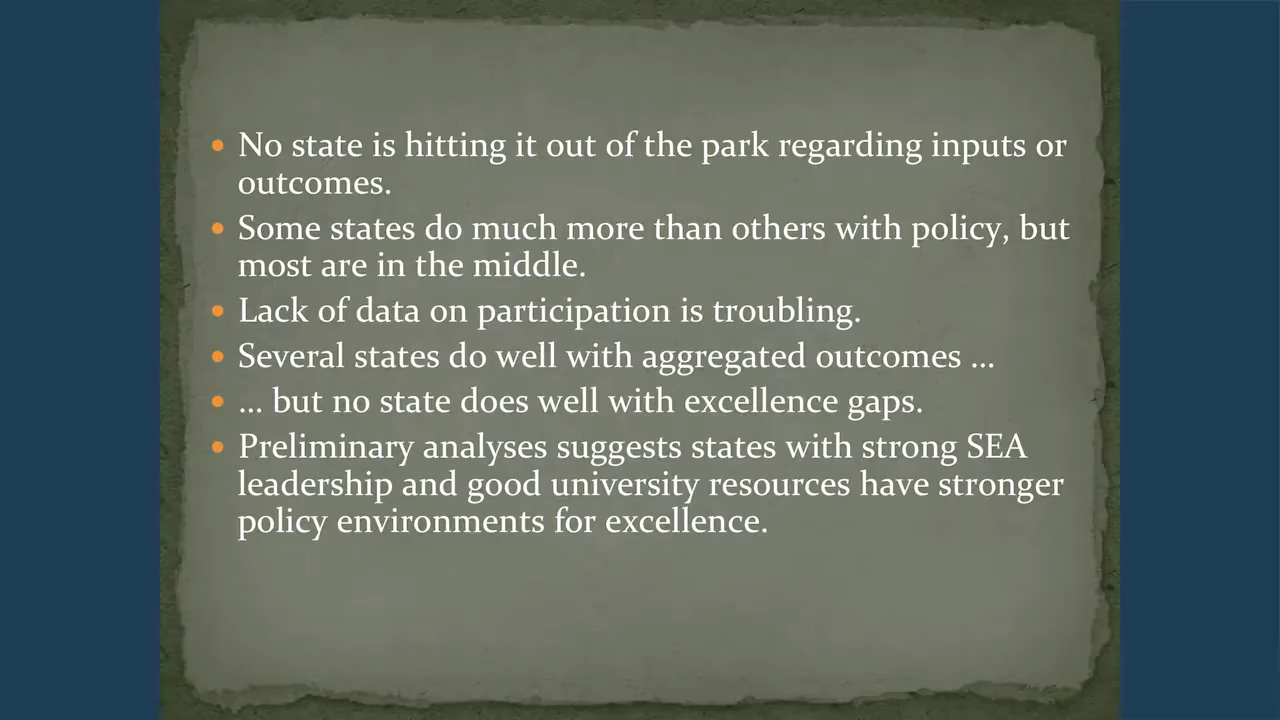 • No state is hitting it out of the park regarding inputs or
outcomes.
• Some states do much more than others with policy, but
most are in the middle.
• Lack of data on participation is troubling.
• Several states do well with aggregated outcomes …
• … but no state does well with excellence gaps.
• Preliminary analyses suggests states with strong SEA
leadership and good university resources have stronger
policy environments for excellence.